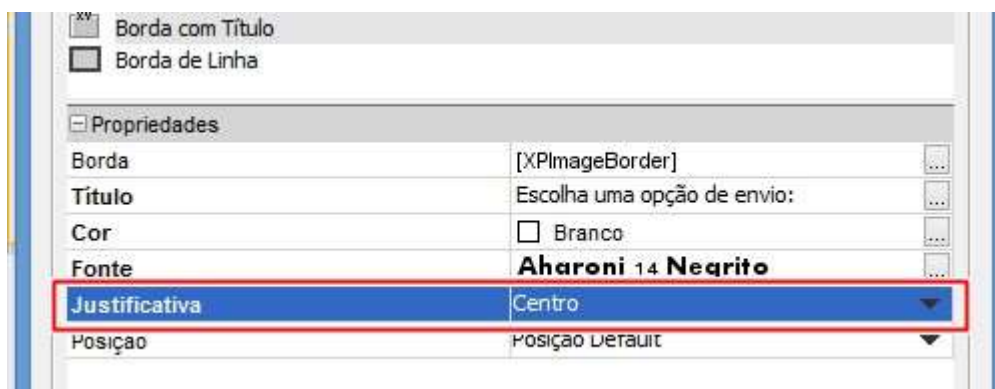 Borda com Título
Borda de Linha
Propriedades
Borda [XPImageBorder] ...
Título Escolha uma opção de envio: ...
Cor Branco ...
Fonte Aharoni 14 Negrito ...
Justificativa Centro
Posição Posição Default